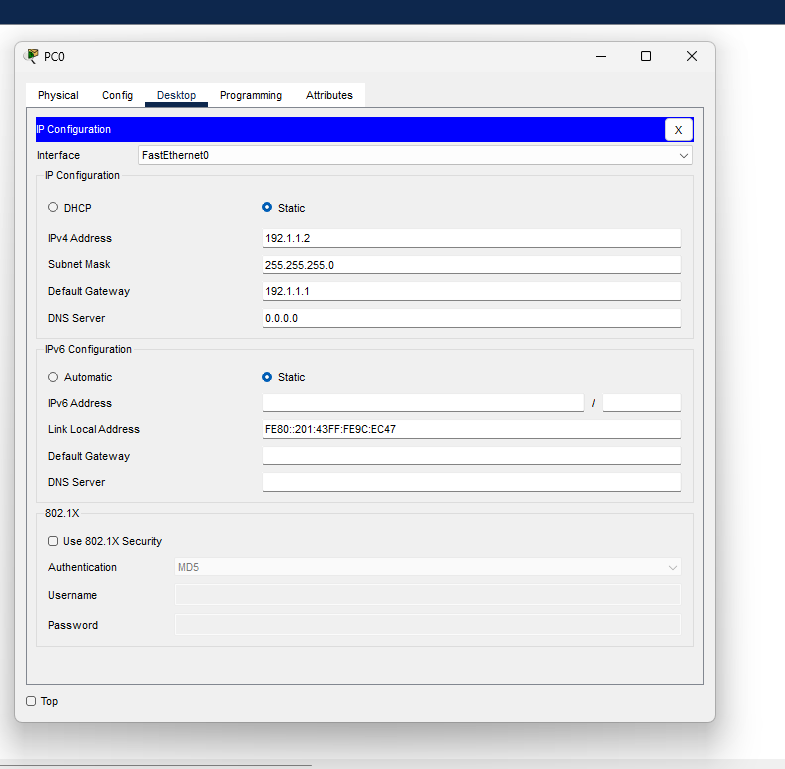 PC0
Physical Config Desktop Programming Attributes
IP Configuration X
Interface FastEthernet0
IP Configuration
DHCP Static
IPv4 Address 192.1.1.2
Subnet Mask 255.255.255.0
Default Gateway 192.1.1.1
DNS Server 0.0.0.0
IPv6 Configuration
Automatic Static
IPv6 Address /
Link Local Address FE80::201:43FF:FE9C:EC47
Default Gateway
DNS Server
802.1X
Use 802.1X Security
Authentication MD5
Username
Password
Top